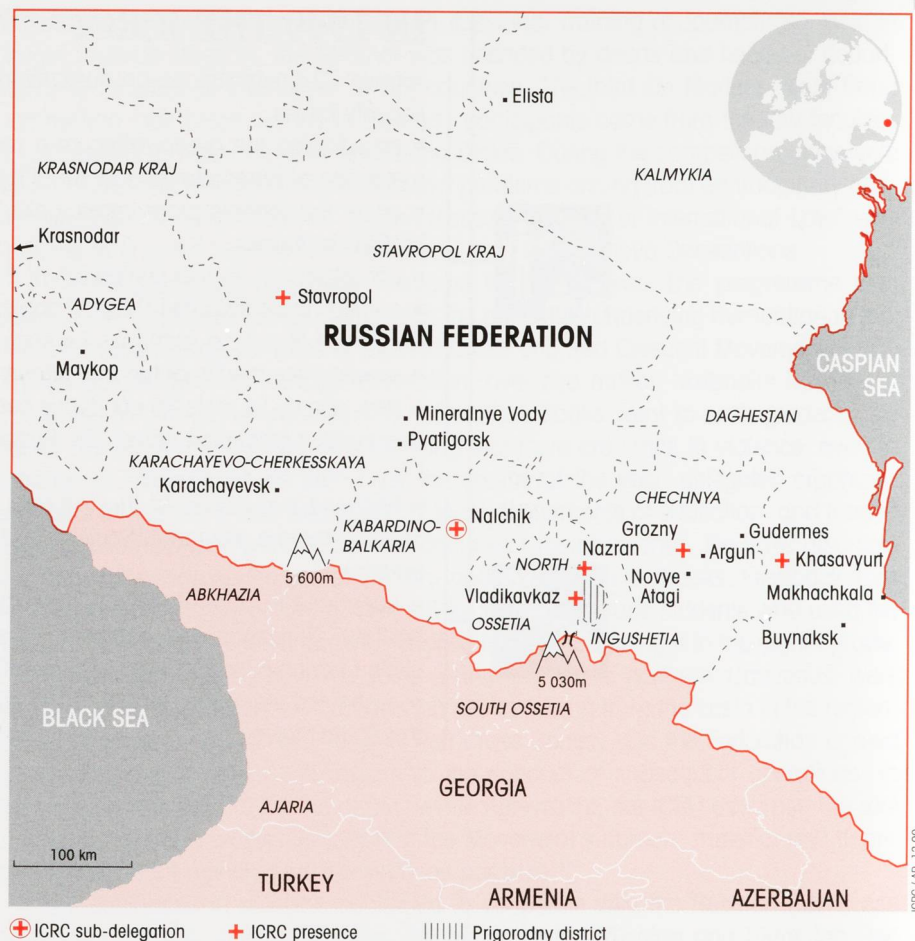 Elista
KRASNODAR KRAJ
KALMYKIA
Krasnodar
STAVROPOL KRAJ
ADYGEA
Stavropol
RUSSIAN FEDERATION
Maykop
CASPIAN
SEA
Mineralnye Vody
DAGHESTAN
Pyatigorsk
KARACHAYEVO-CHERKESSKAYA
Karachayevsk
CHECHNYA
KABARDINO-
BALKARIA
Nalchik
Grozny
Gudermes
Argun
Khasavyurt
NORTH
OSSETIA
Nazran
Novye
Atagi
Vladikavkaz
Makhachkala
INGUSHETIA
Buynaksk
5 600m
ABKHAZIA
5 030m
BLACK SEA
SOUTH OSSETIA
GEORGIA
AJARIA
100 km
TURKEY
ARMENIA
AZERBAIJAN
ICRC sub-delegation
ICRC presence
Prigorodny district